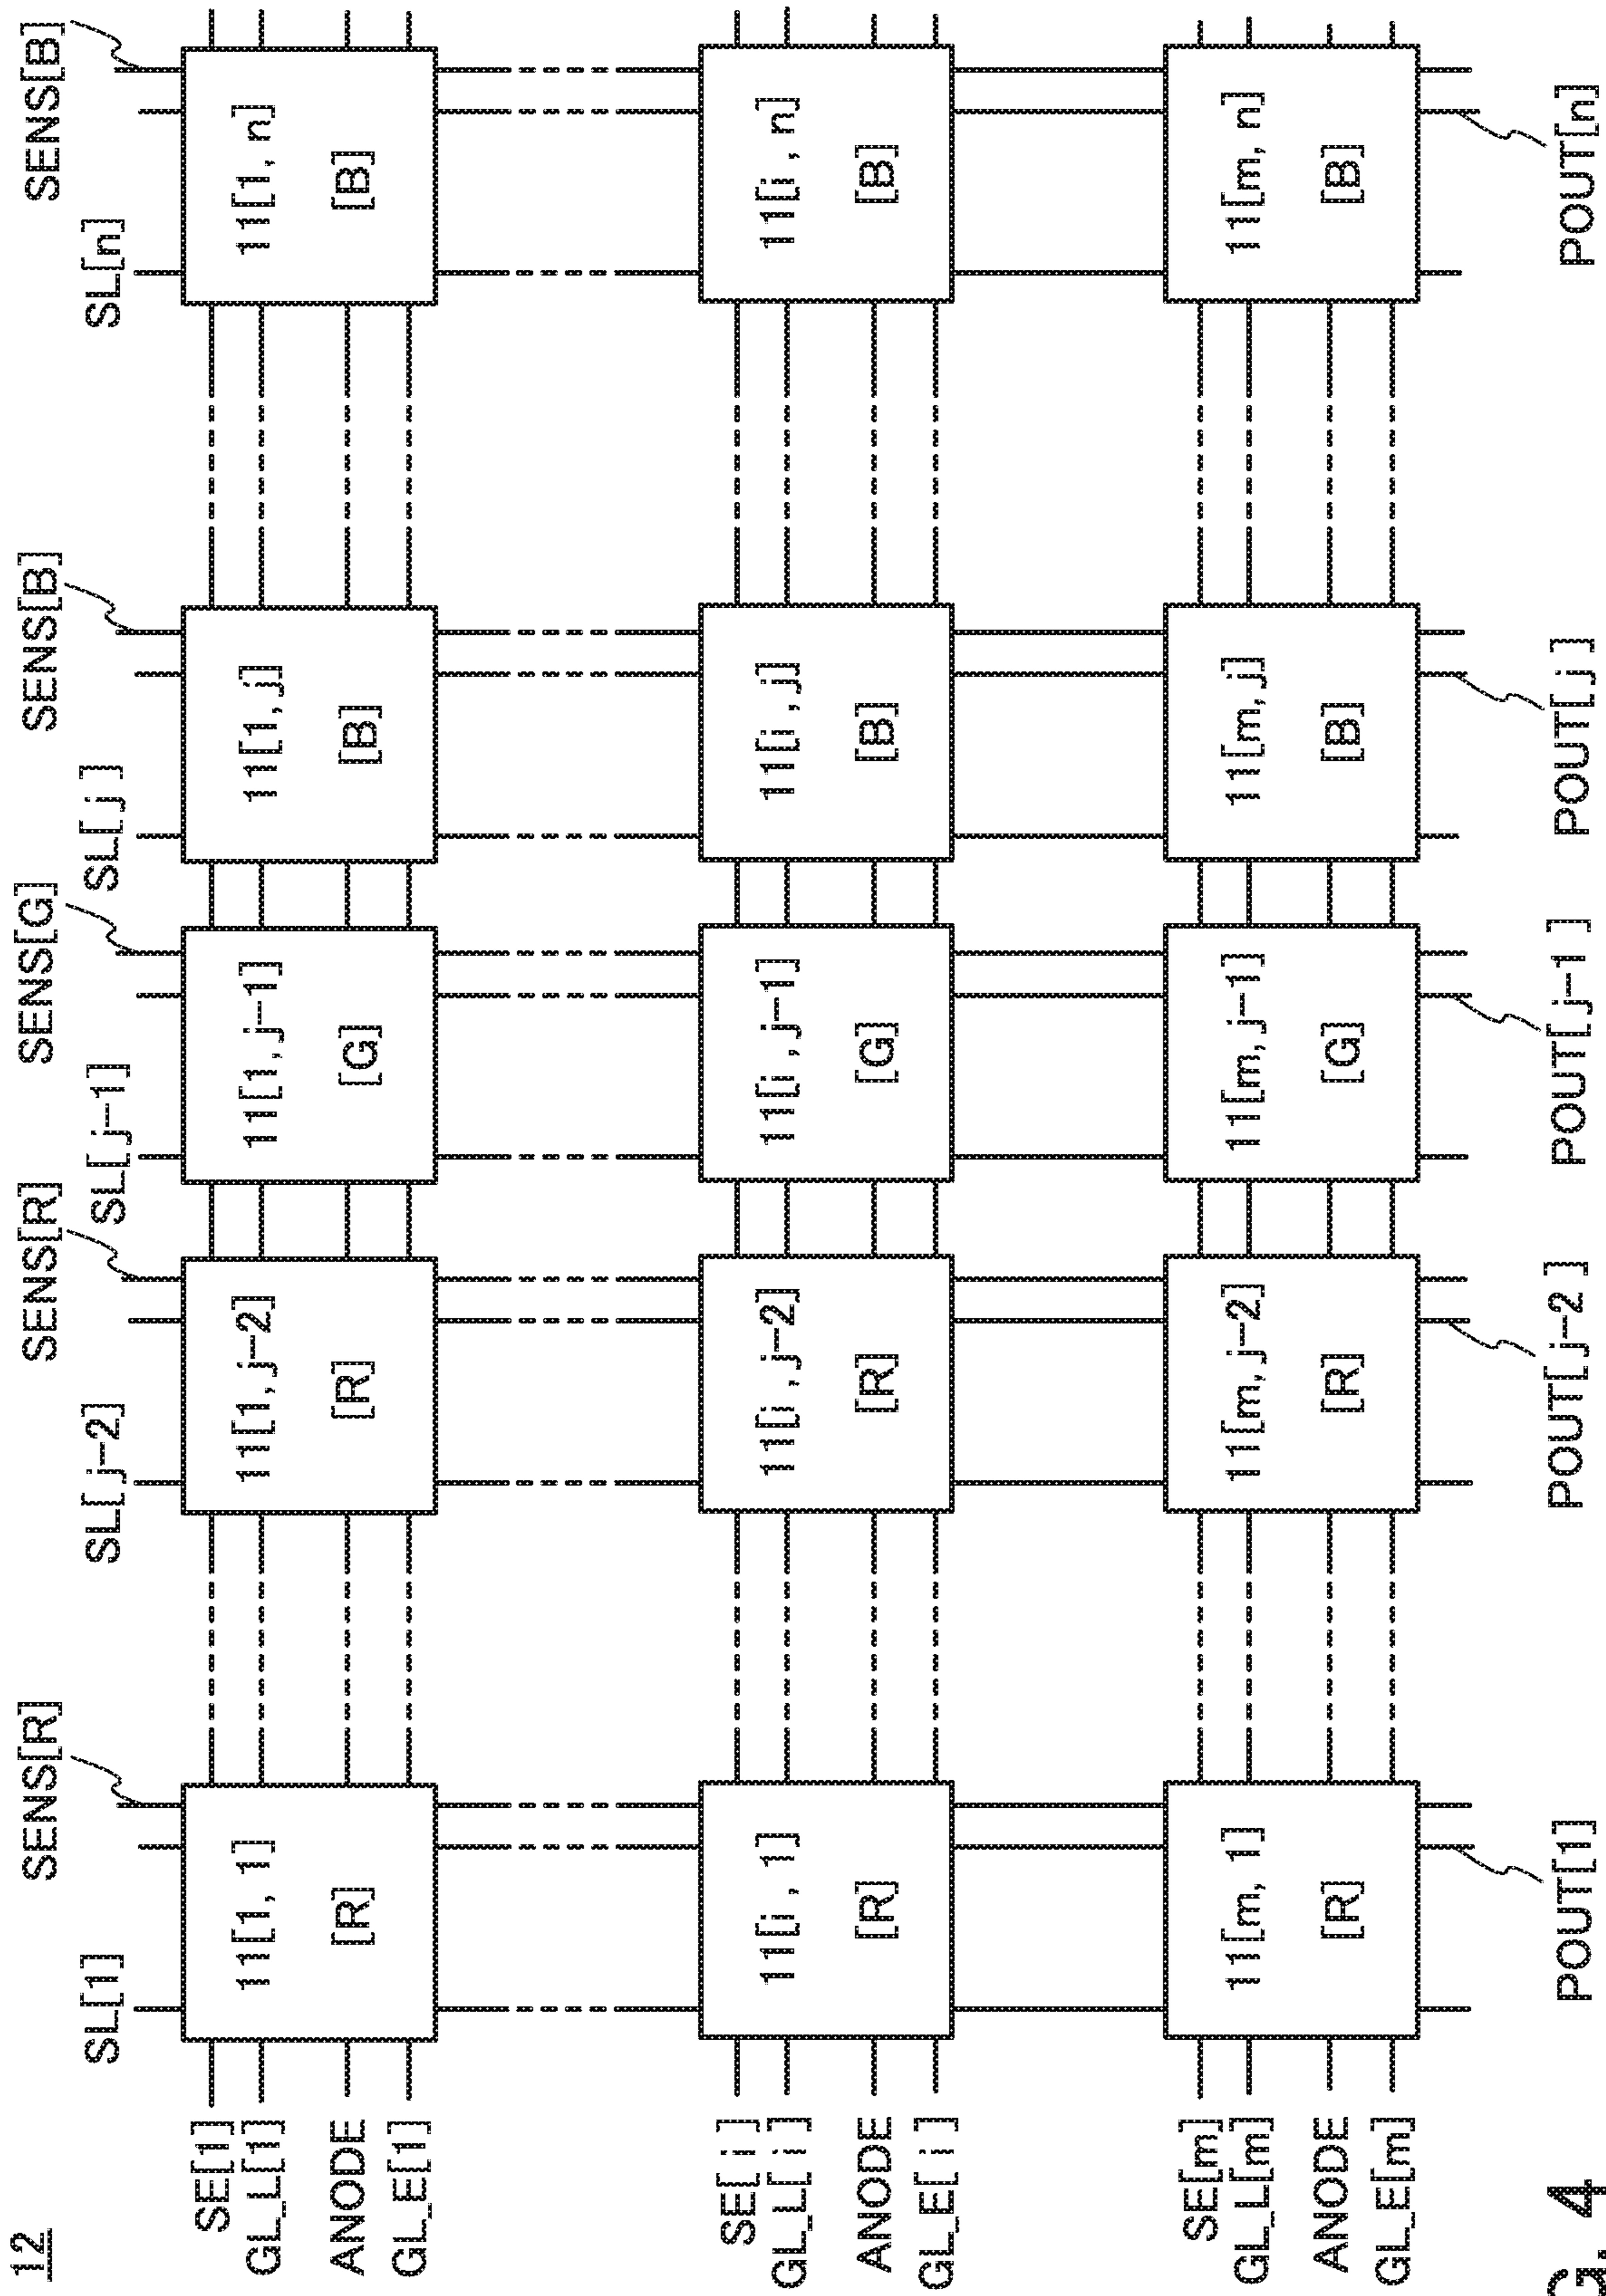 12
SENS[R] SENS[R] SENS[G] SENS[B] SENS[B]
SL[1] SL[j-2] SL[j-1] SL[j] SL[n]
SE[1]
GL_L[1]
ANODE
GL_E[1]
11[1, 1] 11[1, j-2] 11[1, j-1] 11[1, j] 11[1, n]
[R] [R] [G] [B] [B]
SE[i]
GL_L[i]
ANODE
GL_E[i]
11[i, 1] 11[i, j-2] 11[i, j-1] 11[i, j] 11[i, n]
[R] [R] [G] [B] [B]
SE[m]
GL_L[m]
ANODE
GL_E[m]
11[m, 1] 11[m, j-2] 11[m, j-1] 11[m, j] 11[m, n]
[R] [R] [G] [B] [B]
POUT[1] POUT[j-2] POUT[j-1] POUT[j] POUT[n]
G. 4